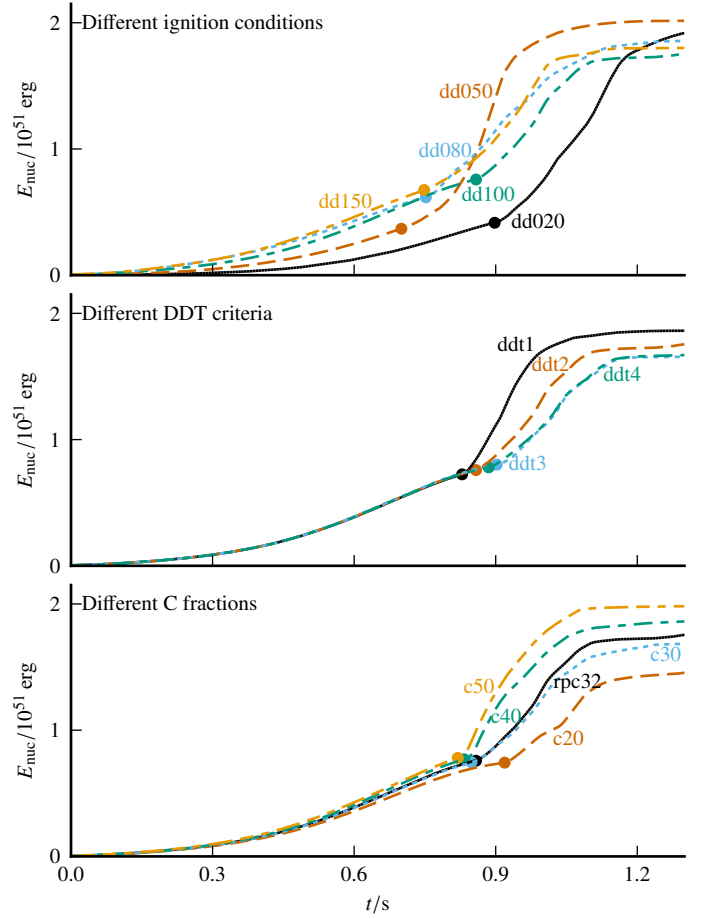 Different ignition conditions
2
1
0
E_nuc/10^51 erg
dd050
dd080
dd150
dd100
dd020
Different DDT criteria
2
1
0
E_nuc/10^51 erg
ddt1
ddt2
ddt4
ddt3
Different C fractions
2
1
0
E_nuc/10^51 erg
c30
c50
rpc32
c40
c20
0.0 0.3 0.6 0.9 1.2
t/s